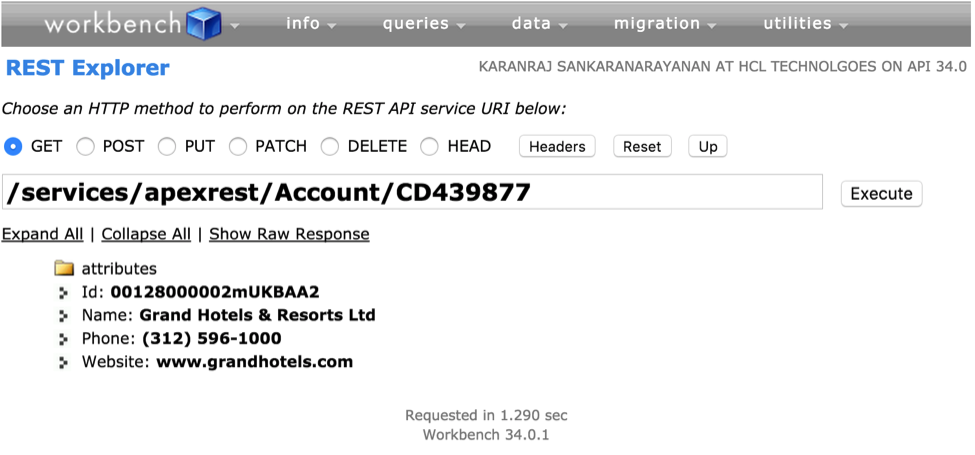 workbench info queries data migration utilities
REST Explorer KARANRAJ SANKARANARAYANAN AT HCL TECHNOLGOES ON API 34.0
Choose an HTTP method to perform on the REST API service URI below:
GET POST PUT PATCH DELETE HEAD Headers Reset Up
/services/apexrest/Account/CD439877 Execute
Expand All | Collapse All | Show Raw Response
attributes
Id: 00128000002mUKBAA2
Name: Grand Hotels & Resorts Ltd
Phone: (312) 596-1000
Website: www.grandhotels.com
Requested in 1.290 sec
Workbench 34.0.1